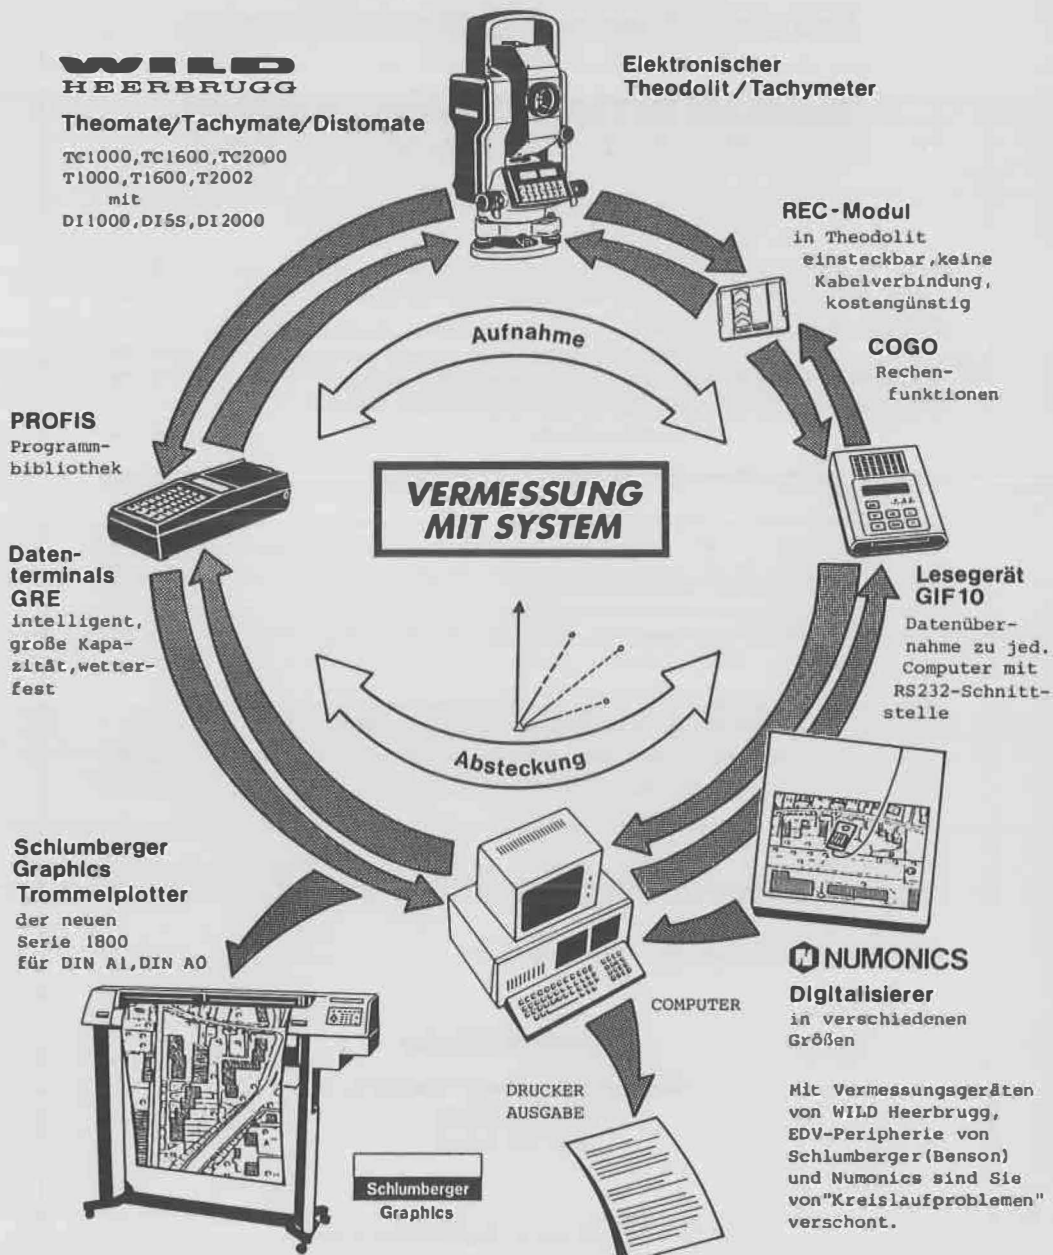 WILD
HEERBRUGG
Theomate/Tachymate/Distomate
TC1000,TC1600,TC2000
T1000,T1600,T2002
mit
DI1000,DI5S,DI2000
Elektronischer
Theodolit/Tachymeter
REC-Modul
in Theodolit
einsteckbar,keine
Kabelverbindung,
kostengünstig
COGO
Rechen-
funktionen
Aufnahme
PROFIS
Programm-
bibliothek
VERMESSUNG
MIT SYSTEM
Daten-
terminals
GRE
intelligent,
große Kapa-
zität,wetter-
fest
Lesegerät
GIF10
Datenüber-
nahme zu jed.
Computer mit
RS232-Schnitt-
stelle
Absteckung
Schlumberger
Graphics
Trommelplotter
der neuen
Serie 1800
für DIN A1,DIN A0
COMPUTER
NUMONICS
Digitalisierer
in verschiedenen
Größen
DRUCKER
AUSGABE
Schlumberger
Graphics
Mit Vermessungsgeräten
von WILD Heerbrugg,
EDV-Peripherie von
Schlumberger(Benson)
und Numonics sind Sie
von"Kreislaufproblemen"
verschont.